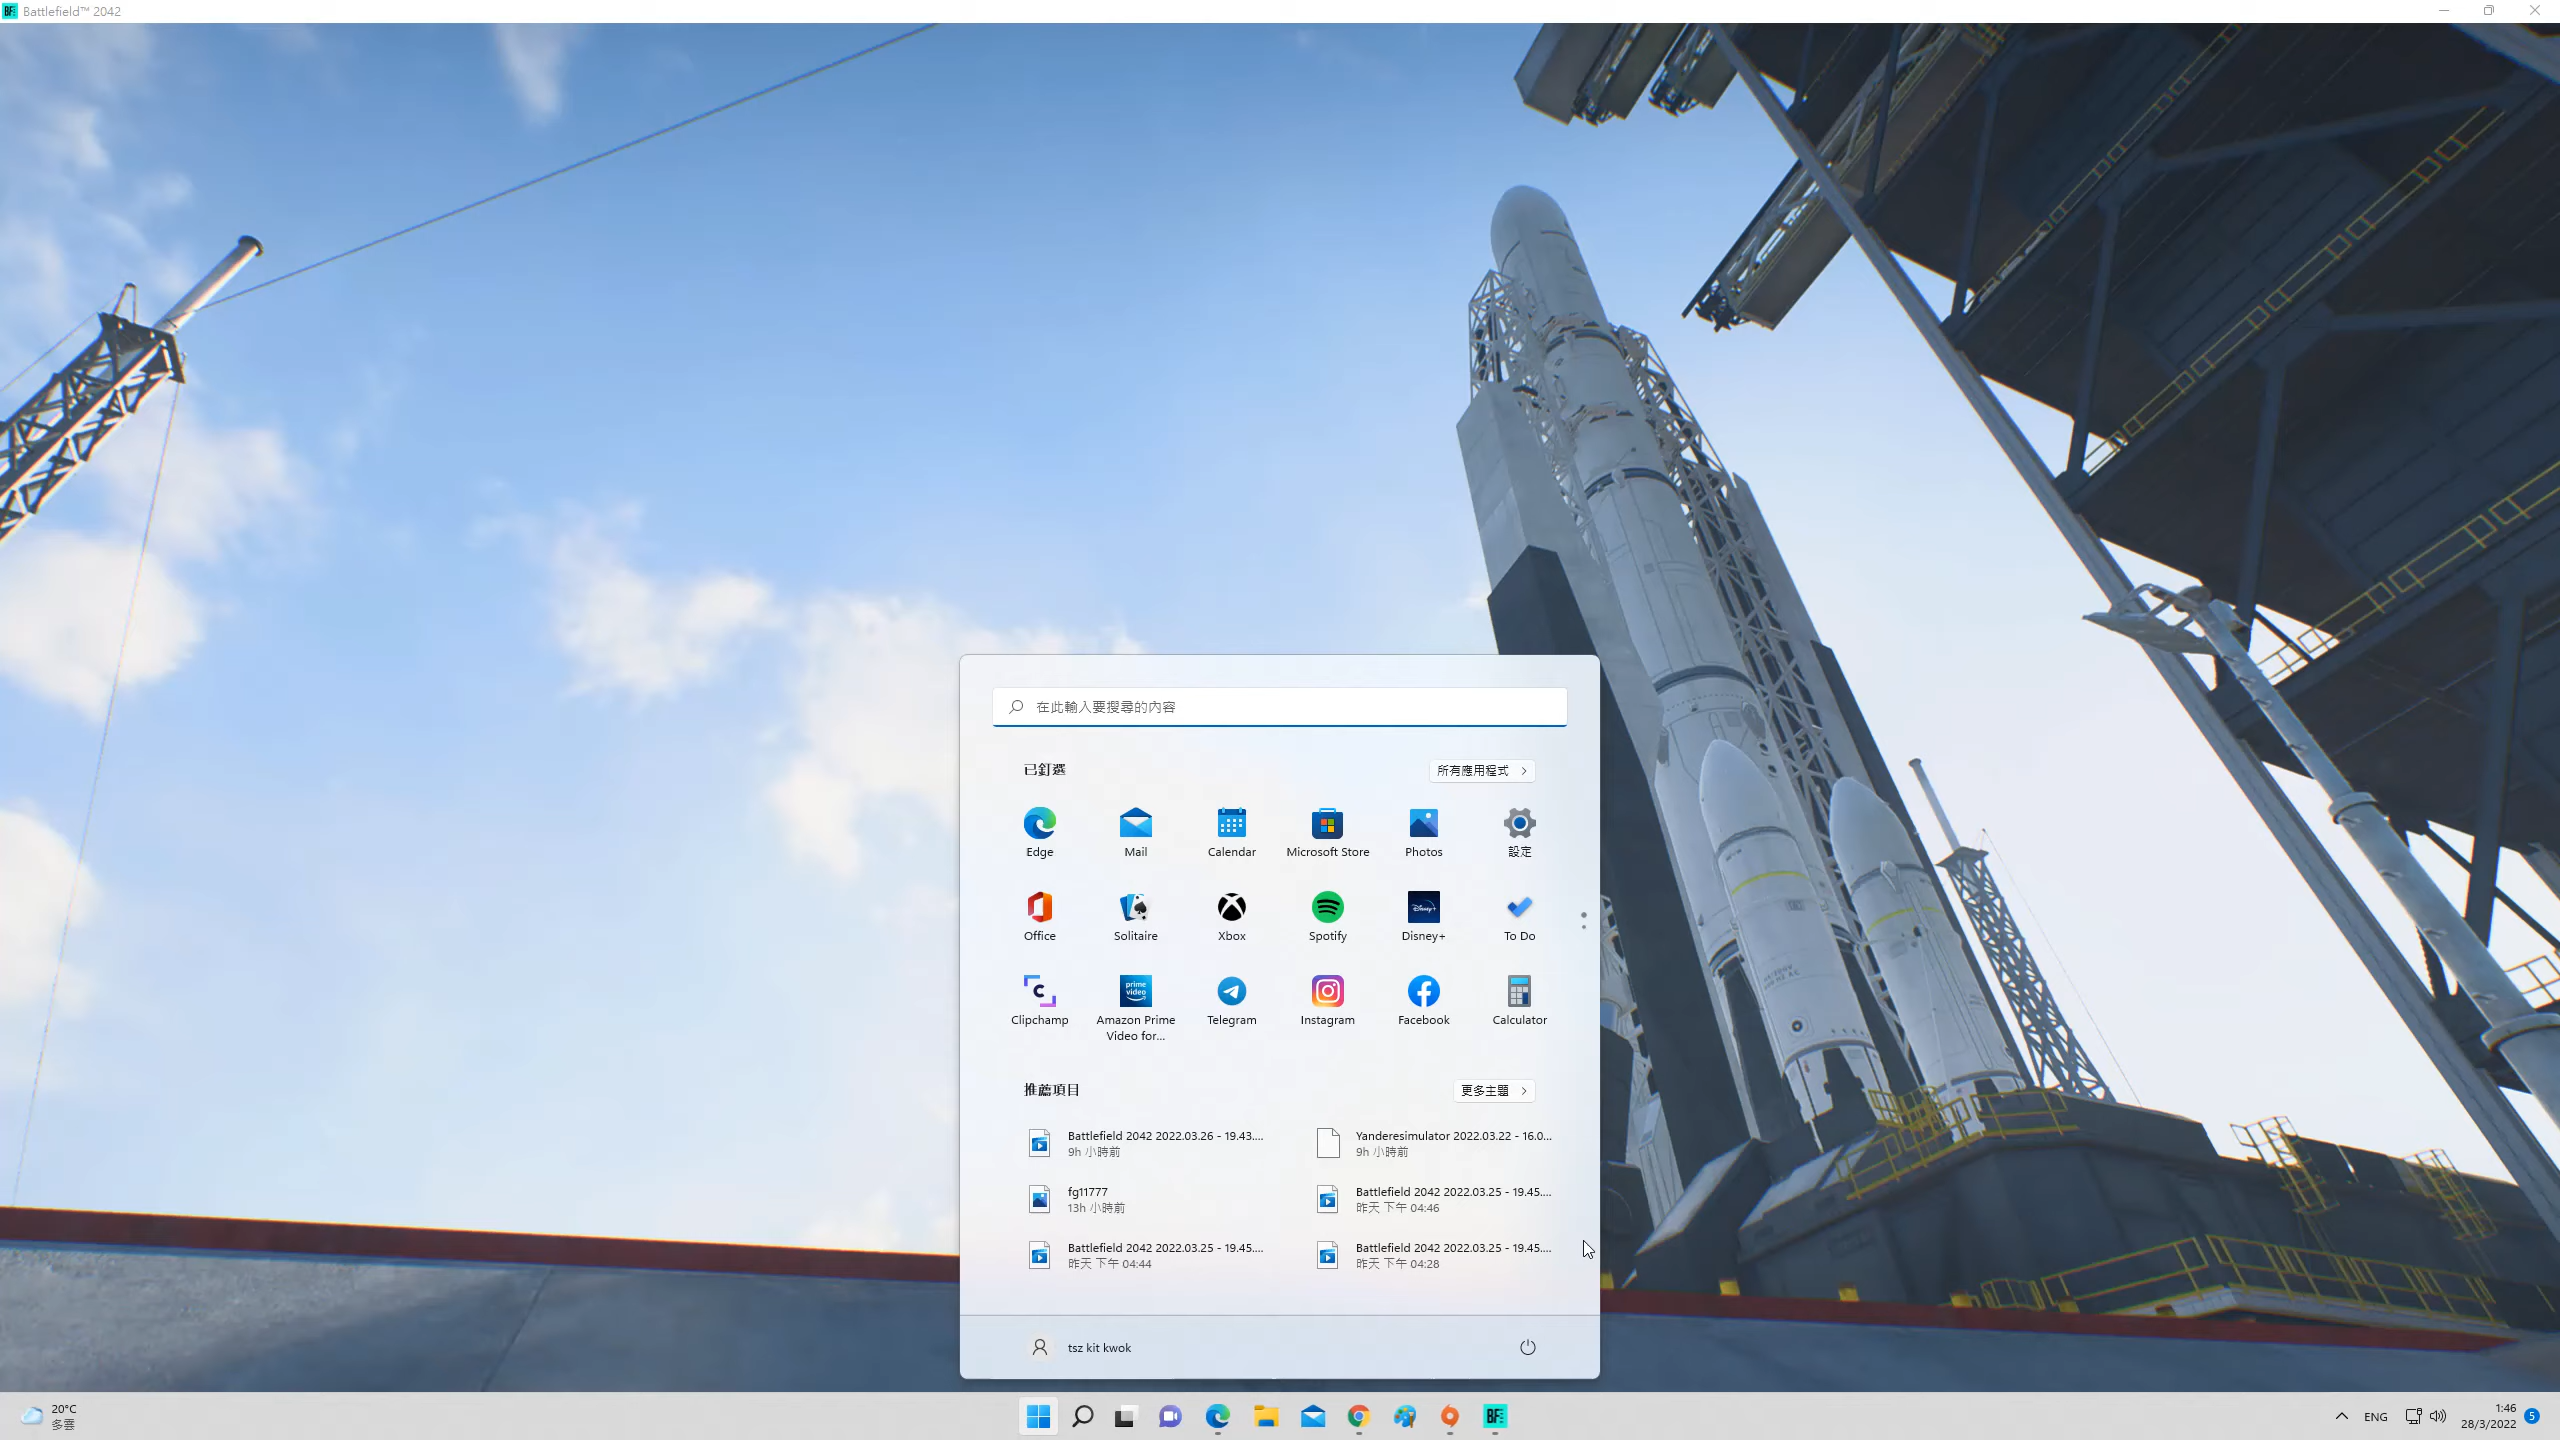 Battlefield™ 2042
在此輸入要搜尋的內容
已釘選
所有應用程式
Edge
Mail
Calendar
Microsoft Store
Photos
設定
Office
Solitaire
Xbox
Spotify
Disney+
To Do
Clipchamp
prime video
Amazon Prime Video for...
Telegram
Instagram
Facebook
Calculator
推薦項目
更多主題
Battlefield 2042 2022.03.26 - 19.43....
9h 小時前
Yanderesimulator 2022.03.22 - 16.0...
9h 小時前
fg11777
13h 小時前
Battlefield 2042 2022.03.25 - 19.45....
昨天 下午 04:46
Battlefield 2042 2022.03.25 - 19.45....
昨天 下午 04:44
Battlefield 2042 2022.03.25 - 19.45....
昨天 下午 04:28
tsz kit kwok
20°C
多雲
BF
ENG
1:46
28/3/2022
5